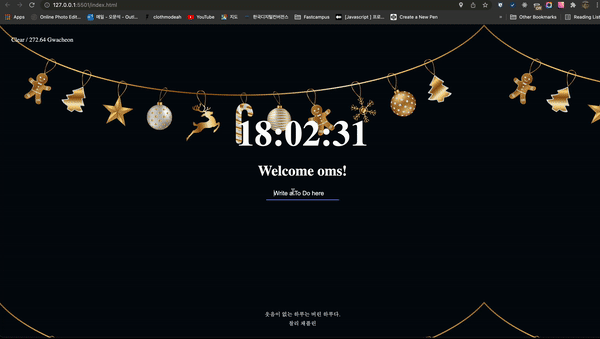 127.0.0.1:5501/index.html
Apps
Online Photo Edit...
메일 - 오문석 - Outl...
clothmodeah
YouTube
지도
한국디지털컨버전스
Fastcampus
[Javascript ] 프로...
Create a New Pen
»
Other Bookmarks
Reading List
Clear / 272.64 Gwacheon
18:02:31
Welcome oms!
Write a To Do here
웃음이 없는 하루는 버린 하루다.
찰리 채플린